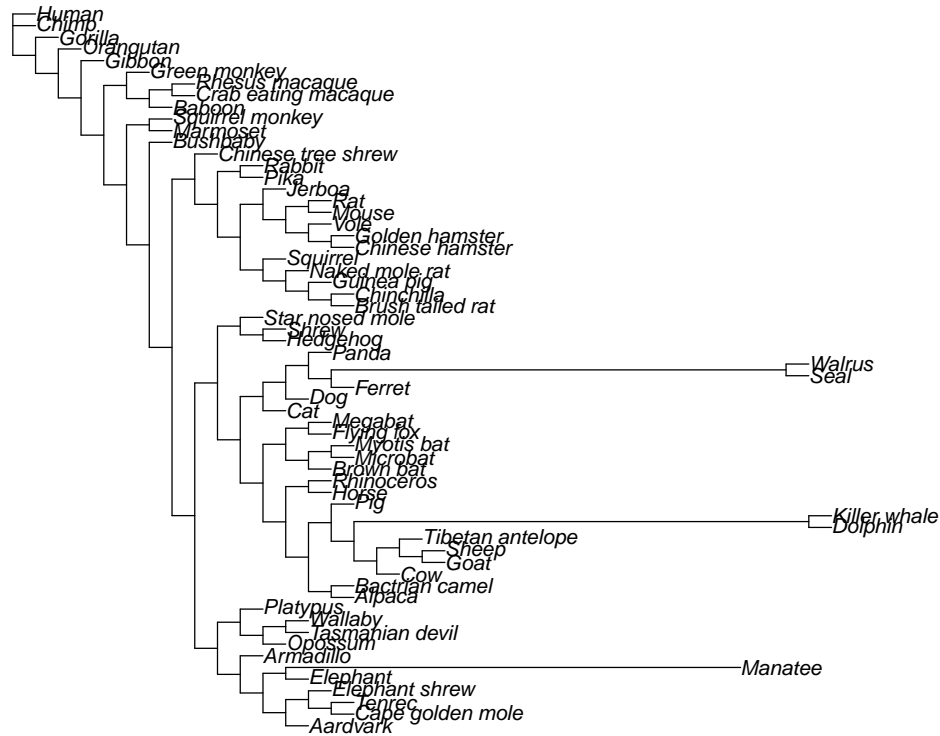 Human
Chimp
Gorilla
Orangutan
Gibbon
Green monkey
Rhesus macaque
Crab eating macaque
Baboon
Squirrel monkey
Marmoset
Bushbaby
Chinese tree shrew
Rabbit
Pika
Jerboa
Rat
Mouse
Vole
Golden hamster
Chinese hamster
Squirrel
Naked mole rat
Guinea pig
Chinchilla
Brush tailed rat
Star nosed mole
Shrew
Hedgehog
Panda
Walrus
Seal
Ferret
Dog
Cat
Megabat
Flying fox
Myotis bat
Microbat
Brown bat
Rhinoceros
Horse
Pig
Killer whale
Dolphin
Tibetan antelope
Sheep
Goat
Cow
Bactrian camel
Alpaca
Platypus
Wallaby
Tasmanian devil
Opossum
Armadillo
Manatee
Elephant
Elephant shrew
Tenrec
Cape golden mole
Aardvark